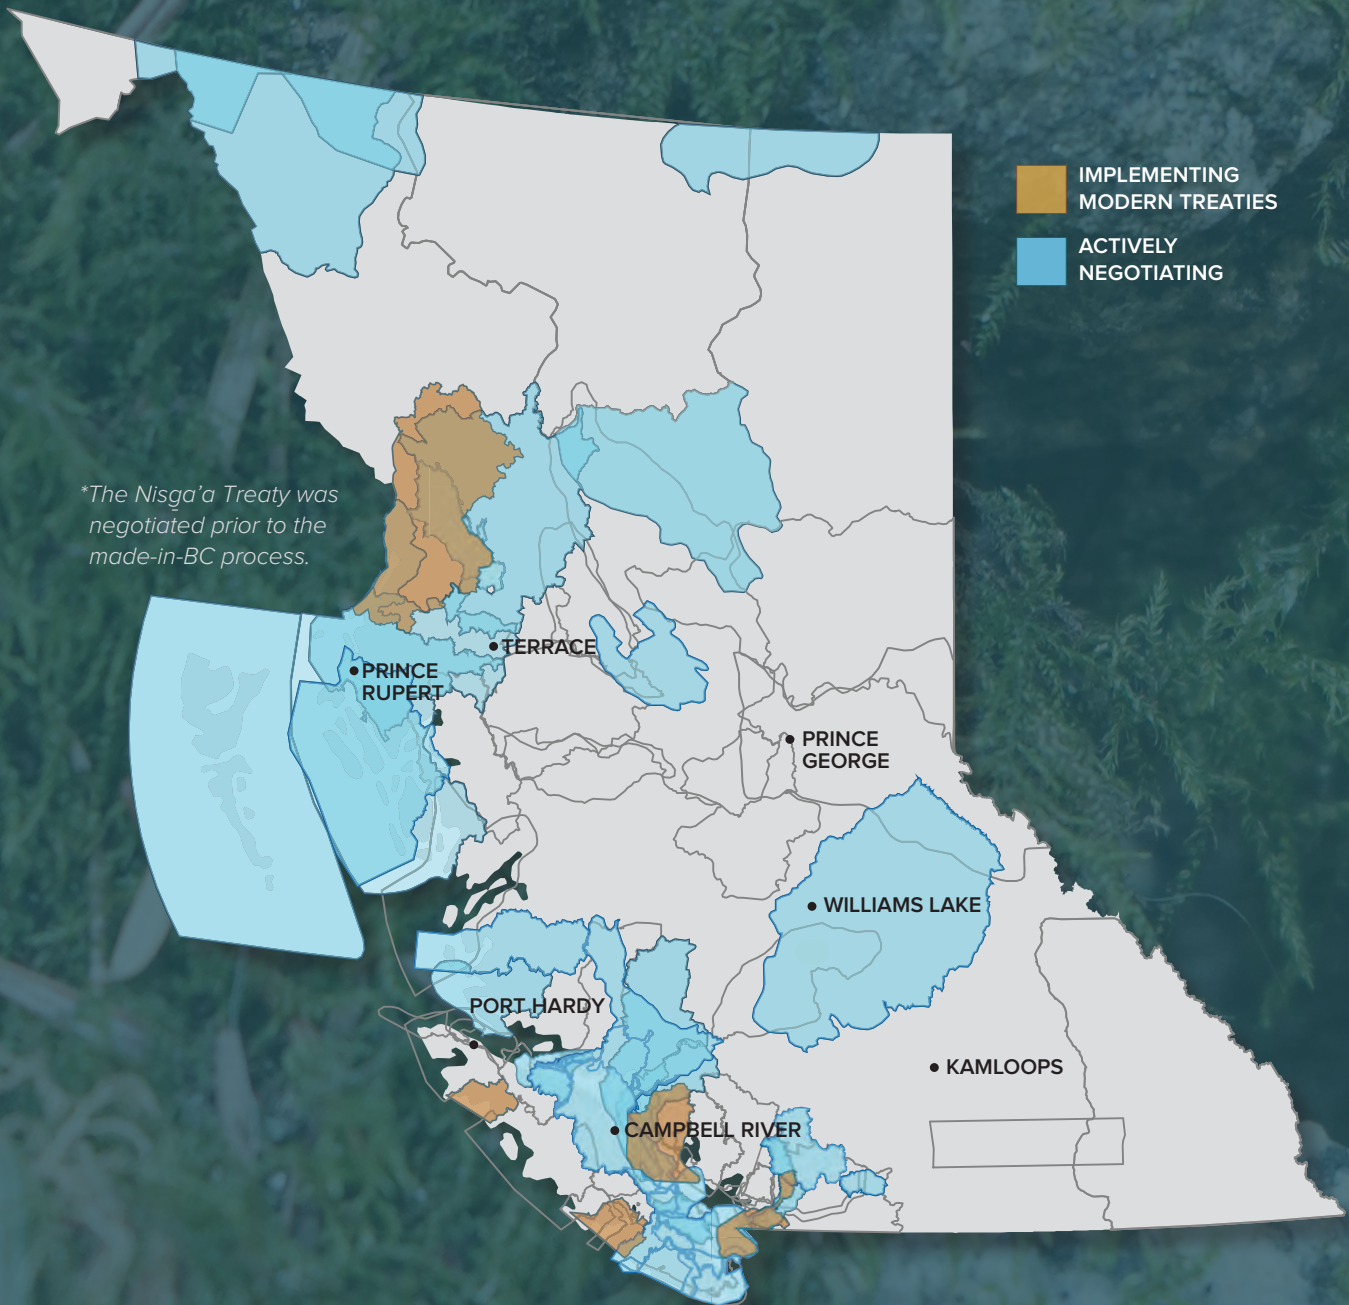 IMPLEMENTING
MODERN TREATIES
ACTIVELY
NEGOTIATING
*The Nisg̱a’a Treaty was
negotiated prior to the
made-in-BC process.
TERRACE
PRINCE
RUPERT
PRINCE
GEORGE
WILLIAMS LAKE
PORT HARDY
KAMLOOPS
CAMPBELL RIVER